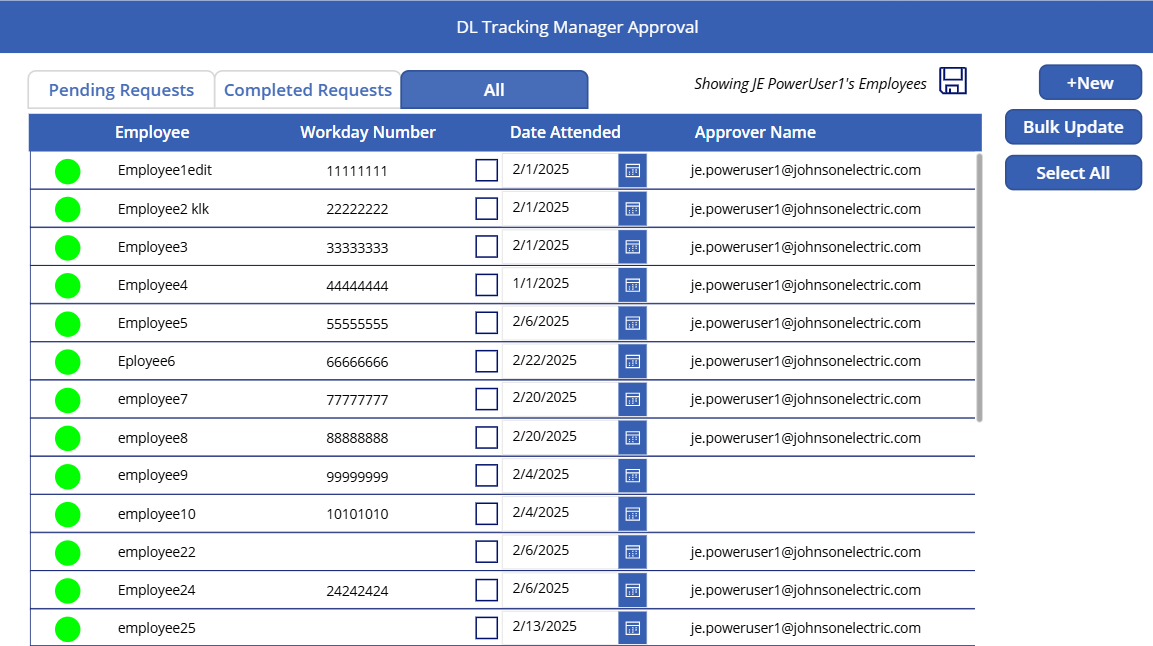 DL Tracking Manager Approval
Pending Requests Completed Requests All Showing JE PowerUser1's Employees +New
Bulk Update
Select All
Employee Workday Number Date Attended Approver Name
Employee1edit 11111111 2/1/2025 je.poweruser1@johnsonelectric.com
Employee2 klk 22222222 2/1/2025 je.poweruser1@johnsonelectric.com
Employee3 33333333 2/1/2025 je.poweruser1@johnsonelectric.com
Employee4 44444444 1/1/2025 je.poweruser1@johnsonelectric.com
Employee5 55555555 2/6/2025 je.poweruser1@johnsonelectric.com
Eployee6 66666666 2/22/2025 je.poweruser1@johnsonelectric.com
employee7 77777777 2/20/2025 je.poweruser1@johnsonelectric.com
employee8 88888888 2/20/2025 je.poweruser1@johnsonelectric.com
employee9 99999999 2/4/2025
employee10 10101010 2/4/2025
employee22 2/6/2025 je.poweruser1@johnsonelectric.com
Employee24 24242424 2/6/2025 je.poweruser1@johnsonelectric.com
employee25 2/13/2025 je.poweruser1@johnsonelectric.com